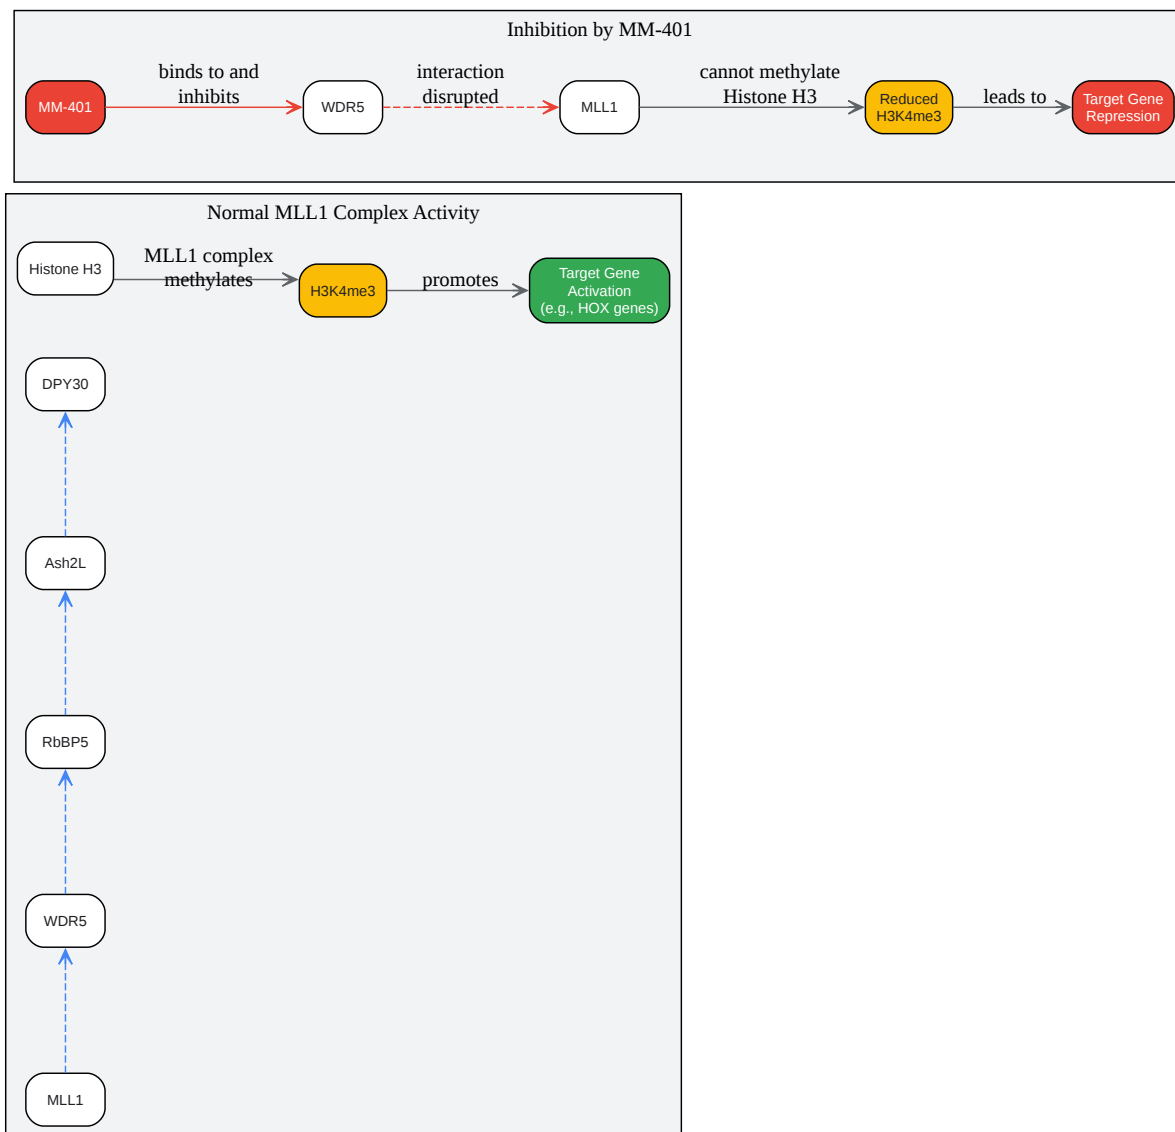 Inhibition by MM-401
MM-401
binds to and
inhibits
WDR5
interaction
disrupted
MLL1
cannot methylate
Histone H3
Reduced
H3K4me3
leads to
Target Gene
Repression
Normal MLL1 Complex Activity
Histone H3
MLL1 complex
methylates
H3K4me3
promotes
Target Gene
Activation
(e.g., HOX genes)
DPY30
Ash2L
RbBP5
WDR5
MLL1